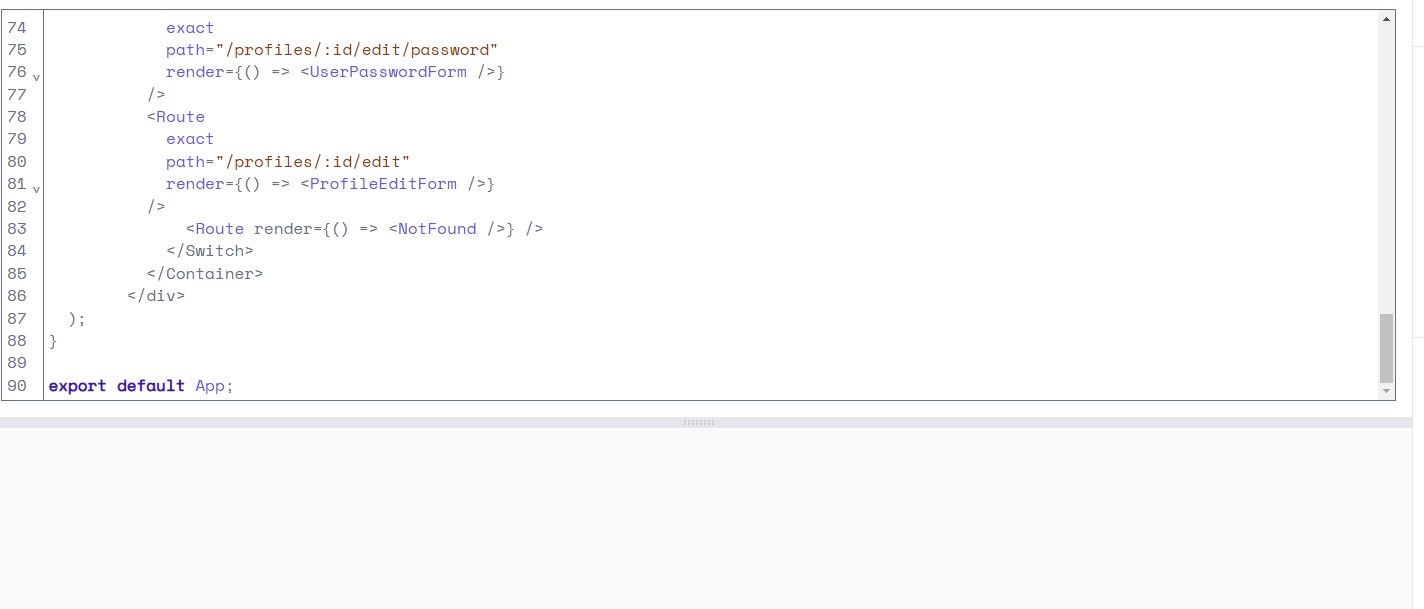 74             exact
75             path="/profiles/:id/edit/password"
76 v           render={() => <UserPasswordForm />}
77           />
78           <Route
79             exact
80             path="/profiles/:id/edit"
81 v           render={() => <ProfileEditForm />}
82           />
83               <Route render={() => <NotFound />} />
84             </Switch>
85           </Container>
86         </div>
87   );
88 }
89
90 export default App;